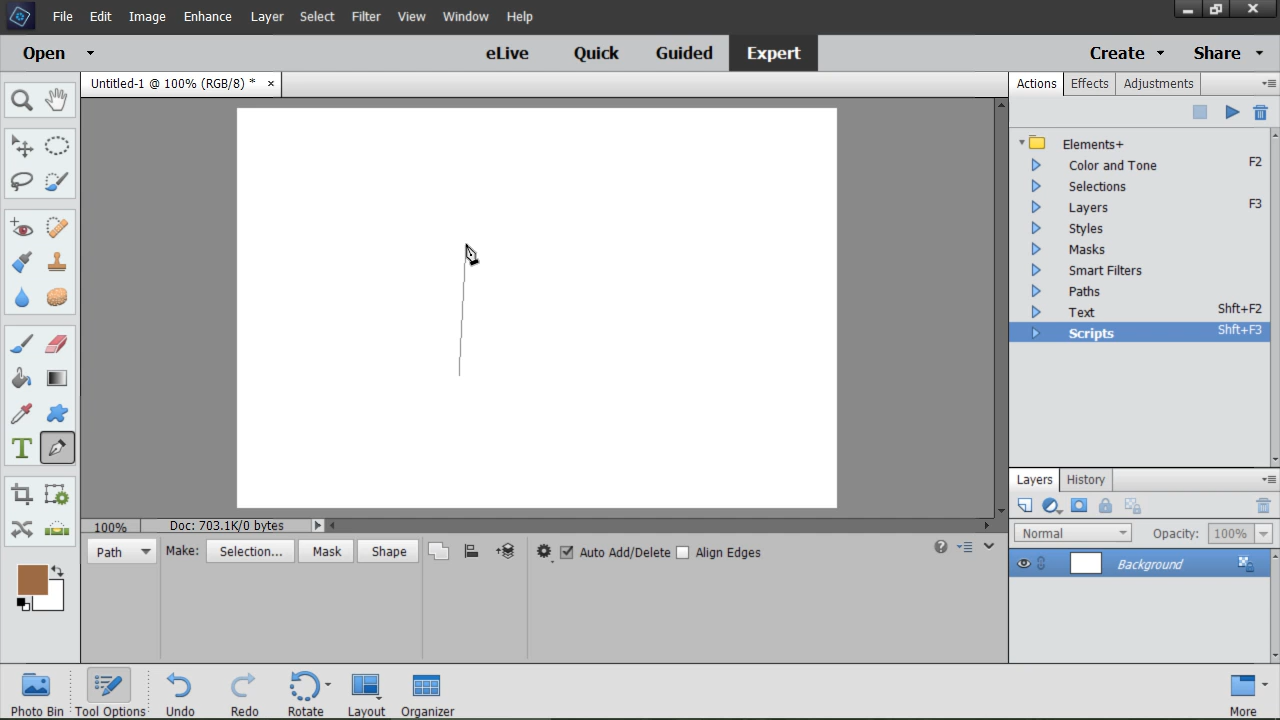 File Edit Image Enhance Layer Select Filter View Window Help
Open eLive Quick Guided Expert Create Share
Untitled-1 @ 100% (RGB/8) * ×
Actions Effects Adjustments
Elements+
Color and Tone F2
Selections
Layers F3
Styles
Masks
Smart Filters
Paths
Text Shft+F2
Scripts Shft+F3
T
Layers History
Normal Opacity: 100%
Background
100% Doc: 703.1K/0 bytes
Path Make: Selection... Mask Shape Auto Add/Delete Align Edges
Photo Bin Tool Options Undo Redo Rotate Layout Organizer More